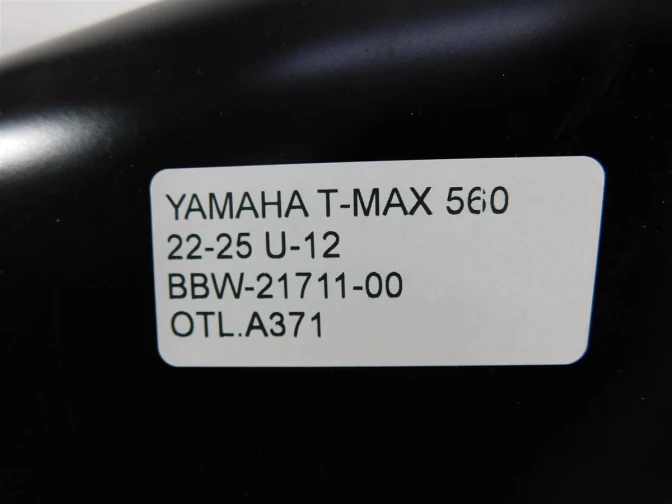 YAMAHA T-MAX 560
22-25 U-12
BBW-21711-00
OTL.A371